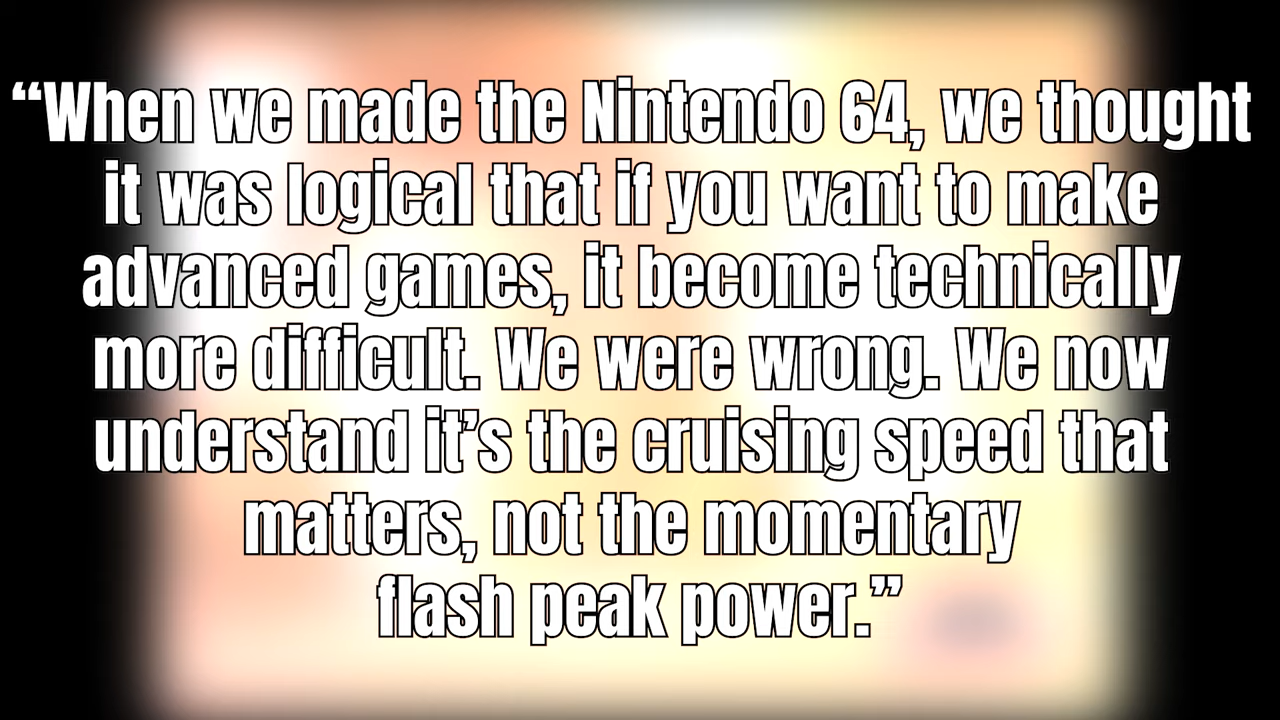 “When we made the Nintendo 64, we thought
it was logical that if you want to make
advanced games, it become technically
more difficult. We were wrong. We now
understand it’s the cruising speed that
matters, not the momentary
flash peak power.”